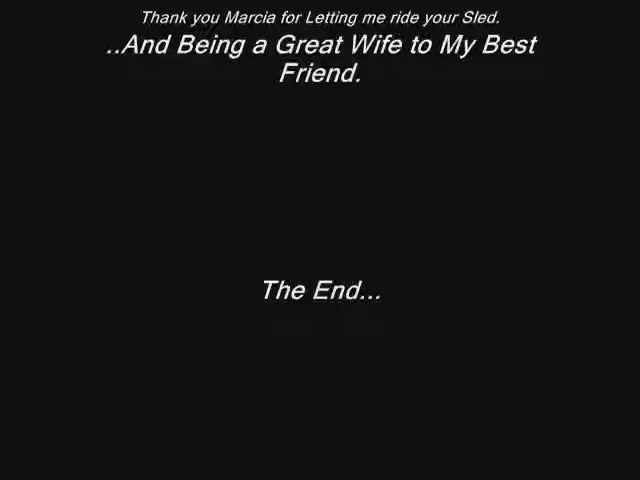 Thank you Marcia for Letting me ride your Sled.
..And Being a Great Wife to My Best
Friend.
The End...